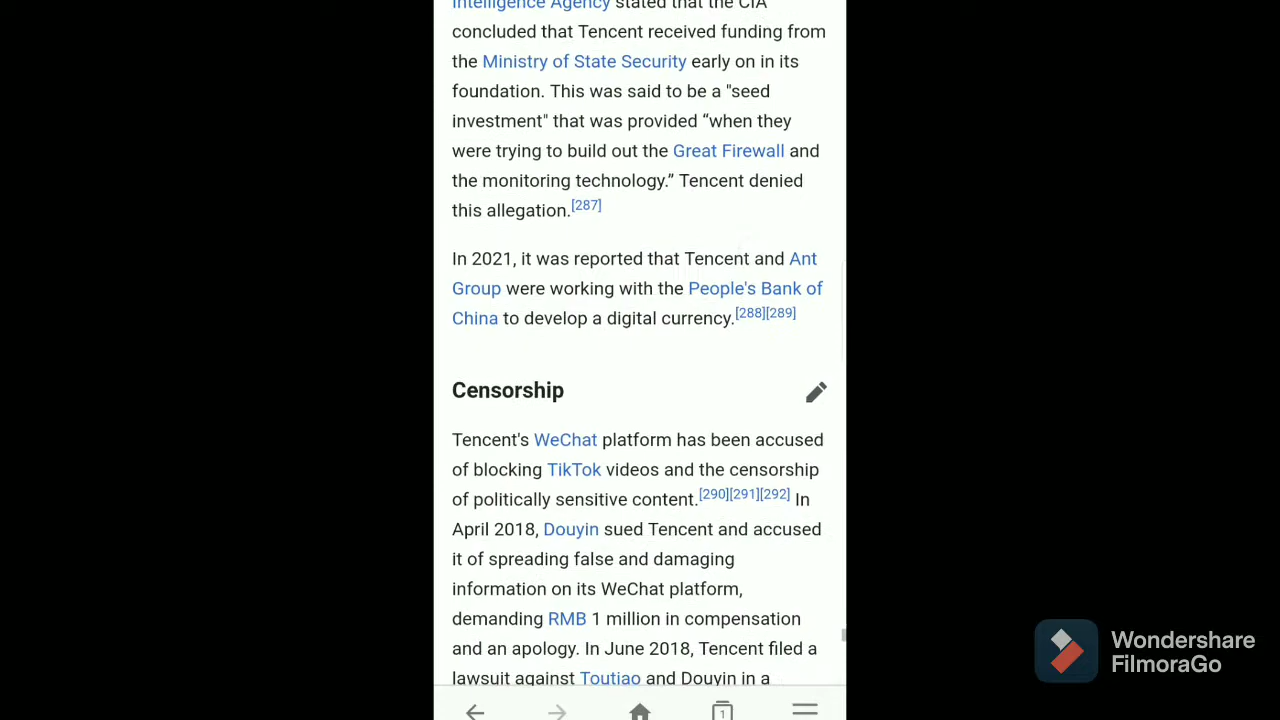 Intelligence Agency stated that the CIA
concluded that Tencent received funding from
the Ministry of State Security early on in its
foundation. This was said to be a "seed
investment" that was provided “when they
were trying to build out the Great Firewall and
the monitoring technology.” Tencent denied
this allegation.[287]
In 2021, it was reported that Tencent and Ant
Group were working with the People's Bank of
China to develop a digital currency.[288][289]
Censorship
Tencent's WeChat platform has been accused
of blocking TikTok videos and the censorship
of politically sensitive content.[290][291][292] In
April 2018, Douyin sued Tencent and accused
it of spreading false and damaging
information on its WeChat platform,
demanding RMB 1 million in compensation
and an apology. In June 2018, Tencent filed a
lawsuit against Toutiao and Douyin in a
1
Wondershare
FilmoraGo